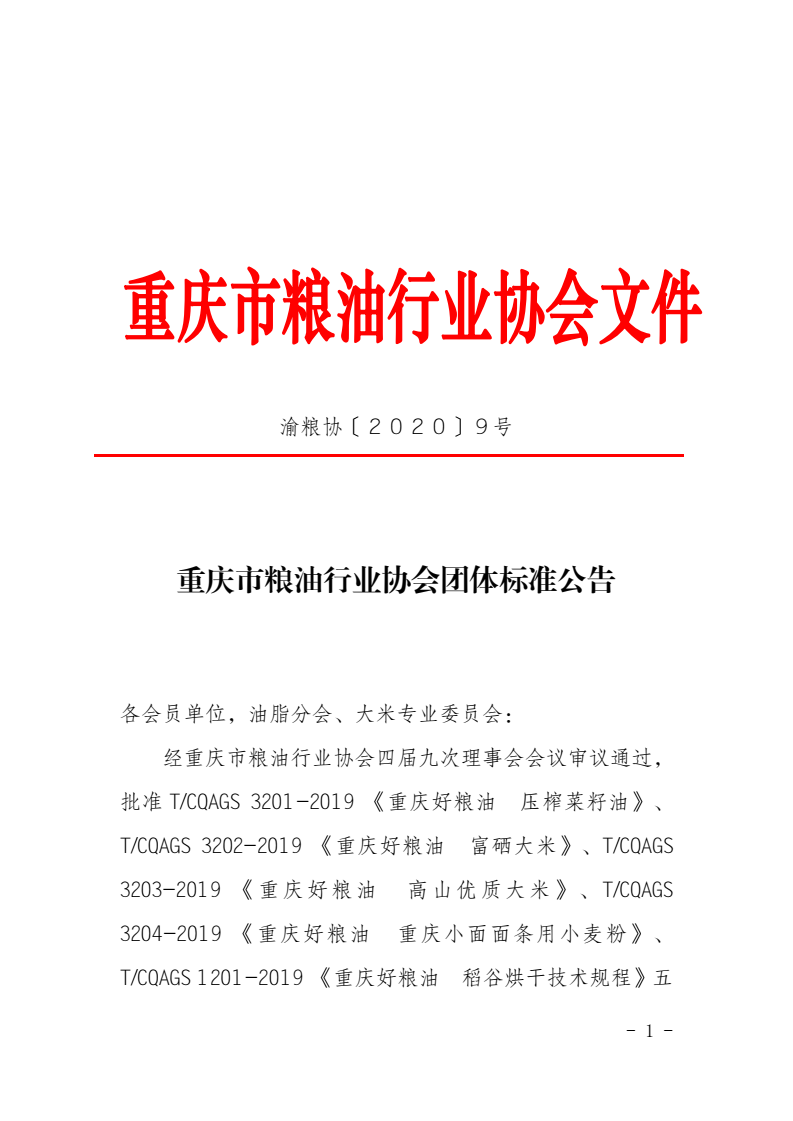 重庆市粮油行业协会文件
渝粮协〔２０２０〕９号
重庆市粮油行业协会团体标准公告
各会员单位，油脂分会、大米专业委员会：
经重庆市粮油行业协会四届九次理事会会议审议通过，
批准 T/CQAGS 3201-2019 《重庆好粮油　压榨菜籽油》、
T/CQAGS 3202-2019 《重庆好粮油　富硒大米》、T/CQAGS
3203-2019 《重庆好粮油　高山优质大米》、T/CQAGS
3204-2019 《重庆好粮油　重庆小面面条用小麦粉》、
T/CQAGS 1201-2019 《重庆好粮油　稻谷烘干技术规程》五
- 1 -